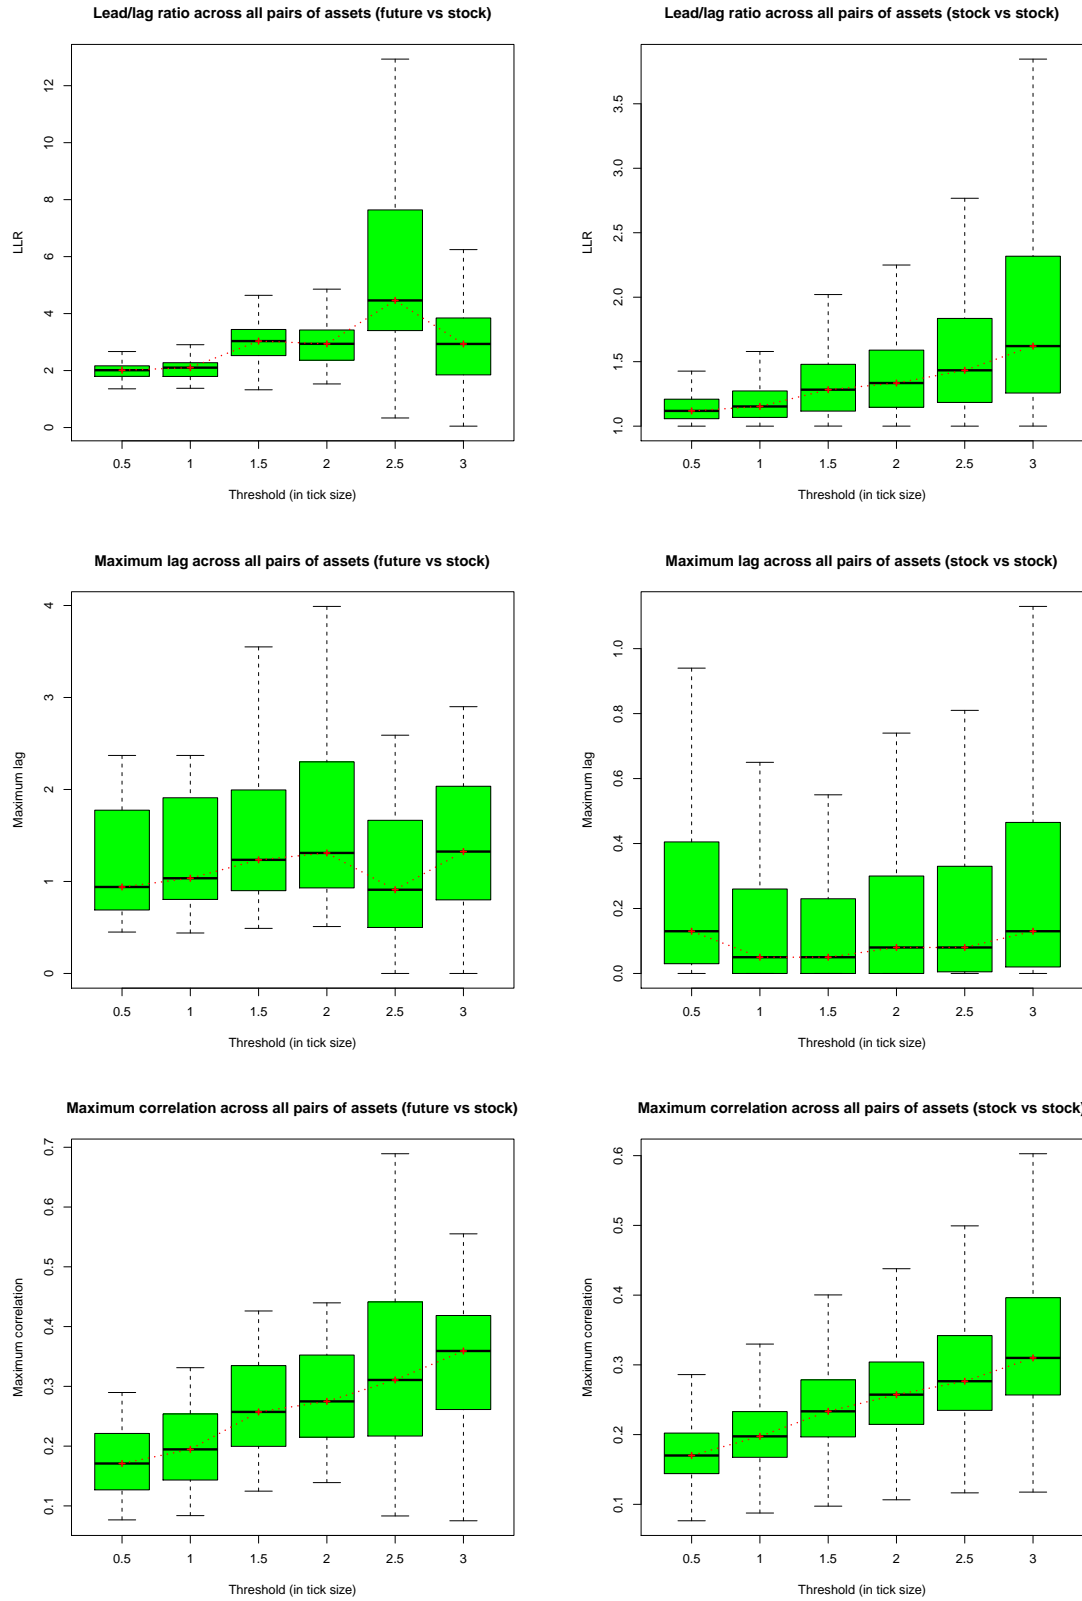 Lead/lag ratio across all pairs of assets (future vs stock)
LLR
0
2
4
6
8
12
0.5 1 1.5 2 2.5 3
Threshold (in tick size)
Lead/lag ratio across all pairs of assets (stock vs stock)
LLR
1.0
1.5
2.0
2.5
3.0
3.5
0.5 1 1.5 2 2.5 3
Threshold (in tick size)
Maximum lag across all pairs of assets (future vs stock)
Maximum lag
0
1
2
3
4
0.5 1 1.5 2 2.5 3
Threshold (in tick size)
Maximum lag across all pairs of assets (stock vs stock)
Maximum lag
0.0
0.2
0.4
0.6
0.8
1.0
0.5 1 1.5 2 2.5 3
Threshold (in tick size)
Maximum correlation across all pairs of assets (future vs stock)
Maximum correlation
0.1
0.2
0.3
0.4
0.5
0.6
0.7
0.5 1 1.5 2 2.5 3
Threshold (in tick size)
Maximum correlation across all pairs of assets (stock vs stock)
Maximum correlation
0.1
0.2
0.3
0.4
0.5
0.6
0.5 1 1.5 2 2.5 3
Threshold (in tick size)